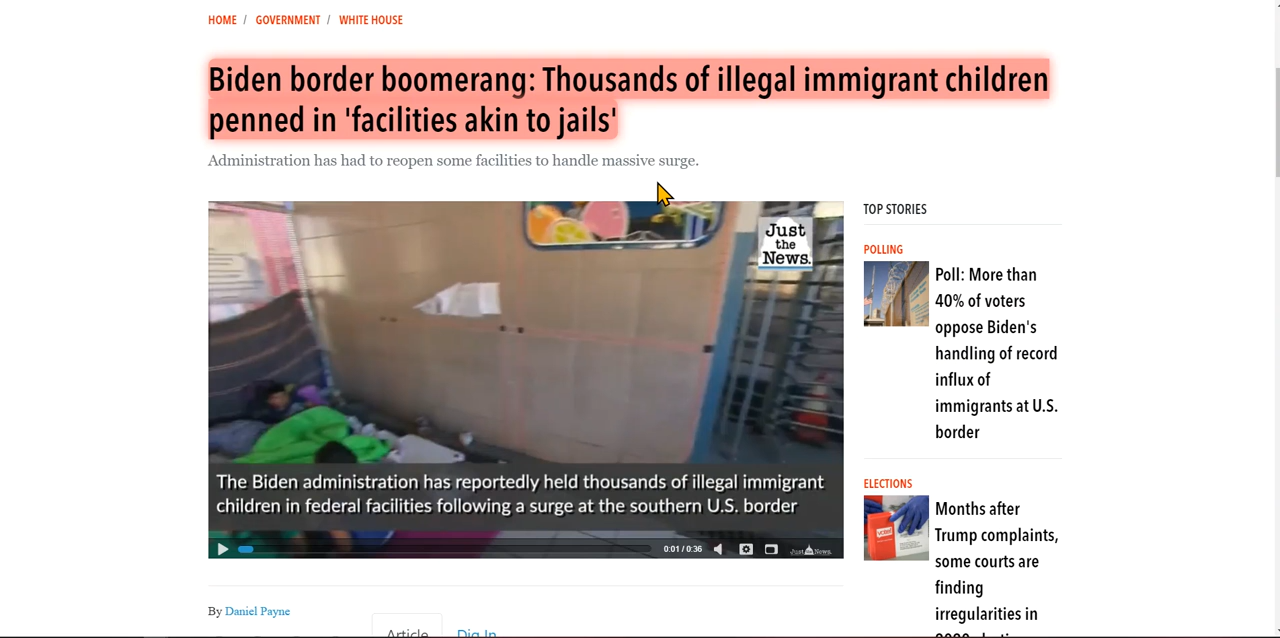 HOME / GOVERNMENT / WHITE HOUSE
Biden border boomerang: Thousands of illegal immigrant children
penned in 'facilities akin to jails'
Administration has had to reopen some facilities to handle massive surge.
Just
the
News.
The Biden administration has reportedly held thousands of illegal immigrant
children in federal facilities following a surge at the southern U.S. border
0:01 / 0:36
Just the News.
By Daniel Payne
Article
Dig In
TOP STORIES
POLLING
Poll: More than
40% of voters
oppose Biden's
handling of record
influx of
immigrants at U.S.
border
ELECTIONS
Months after
Trump complaints,
some courts are
finding
irregularities in